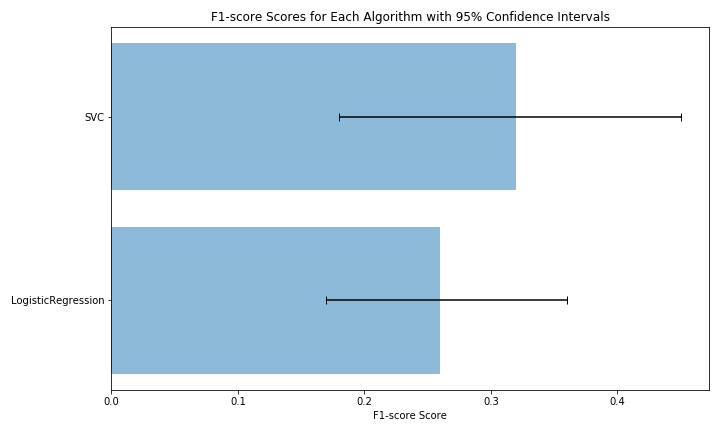 F1-score Scores for Each Algorithm with 95% Confidence Intervals
SVC
LogisticRegression
0.0 0.1 0.2 0.3 0.4
F1-score Score